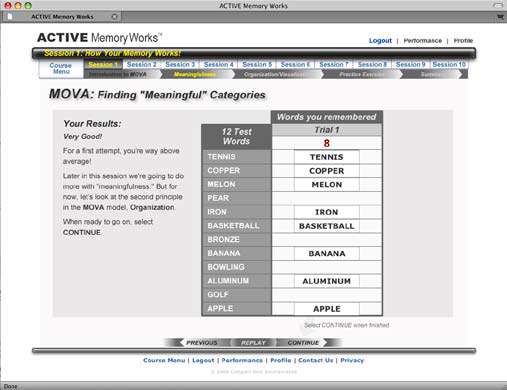 ACTIVE Memory Works
ACTIVE Memory Works
ACTIVE MemoryWorks™
Logout | Performance | Profile
Session 1: How Your Memory Works!
Course Menu
Session 1 Session 2 Session 3 Session 4 Session 5 Session 6 Session 7 Session 8 Session 9 Session 10
Introduction to MOVA Meaningfulness Organization/Visualization Practice Exercise
MOVA: Finding "Meaningful" Categories
Your Results:
Very Good!
For a first attempt, you're way above
average!
Later in this session we're going to do
more with "meaningfulness." But for
now, let's look at the second principle
in the MOVA model, Organization.
When ready to go on, select
CONTINUE.
Words you remembered
12 Test Words
Trial 1
8
TENNIS TENNIS
COPPER COPPER
MELON MELON
PEAR
IRON IRON
BASKETBALL BASKETBALL
BRONZE
BANANA BANANA
BOWLING
ALUMINUM ALUMINUM
GOLF
APPLE APPLE
Select CONTINUE when finished.
PREVIOUS REPLAY CONTINUE
Course Menu | Logout | Performance | Profile | Contact Us | Privacy
Done